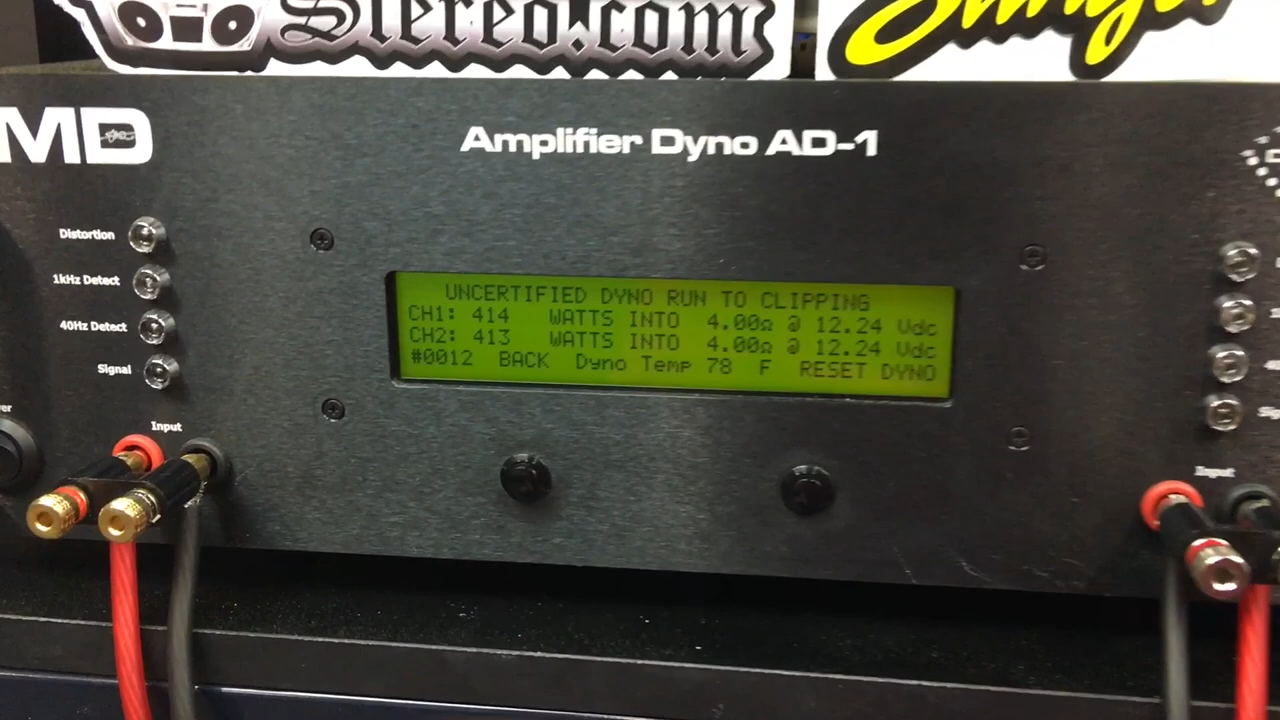 Stereo.com
Stinger
MD
Amplifier Dyno AD-1
Distortion
1kHz Detect
40Hz Detect
Signal
Input
UNCERTIFIED DYNO RUN TO CLIPPING
CH1: 414 WATTS INTO 4.00Ω @ 12.24 Vdc
CH2: 413 WATTS INTO 4.00Ω @ 12.24 Vdc
#0012 BACK Dyno Temp 78 F RESET DYNO
Input